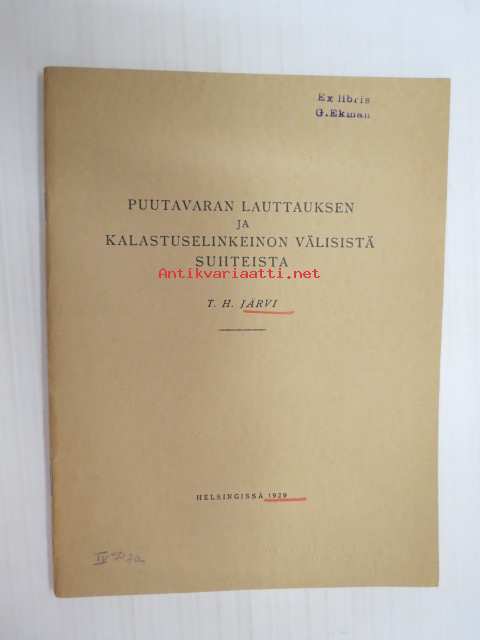 Ex libris
G. Ekman
PUUTAVARAN LAUTTAUKSEN
JA
KALASTUSELINKEINON VÄLISISTÄ
SUHTEISTA
Antikvariaatti.net
T. H. JÄRVI
HELSINGISSÄ 1929